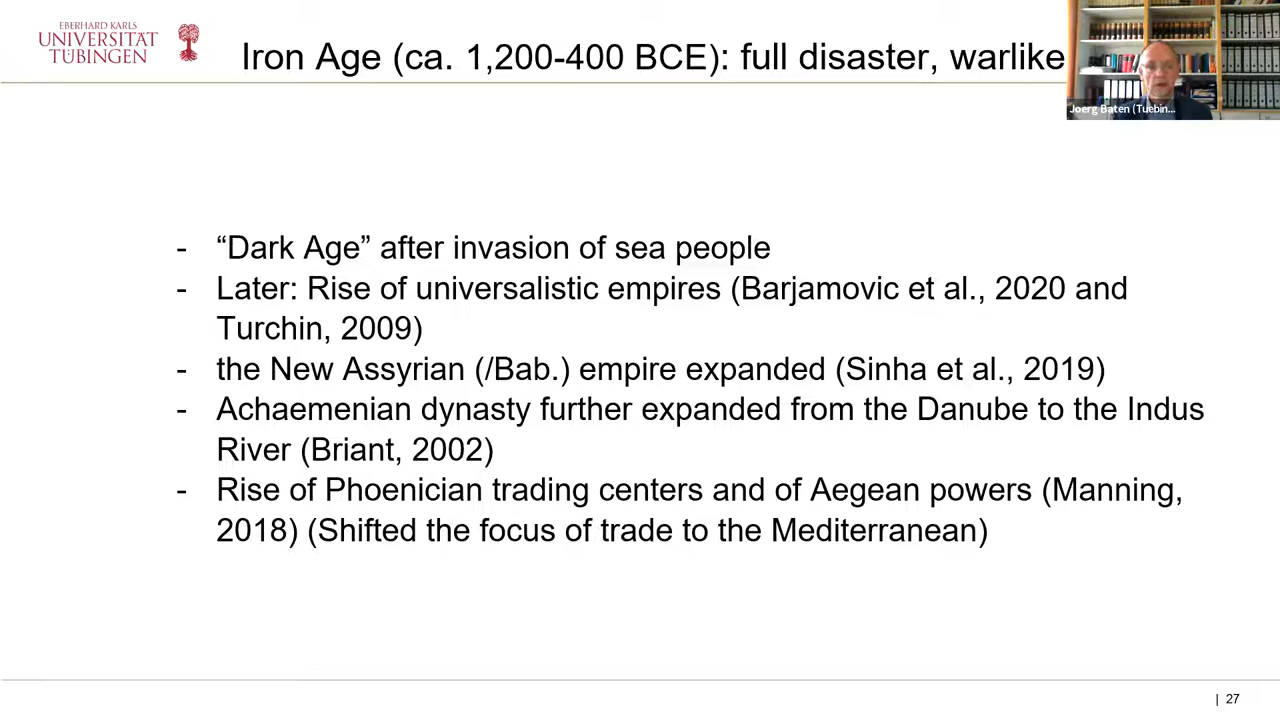 EBERHARD KARLS
UNIVERSITÄT
TÜBINGEN
Iron Age (ca. 1,200-400 BCE): full disaster, warlike
Joerg Baten (Tuebin...
- “Dark Age” after invasion of sea people
- Later: Rise of universalistic empires (Barjamovic et al., 2020 and
Turchin, 2009)
- the New Assyrian (/Bab.) empire expanded (Sinha et al., 2019)
- Achaemenian dynasty further expanded from the Danube to the Indus
River (Briant, 2002)
- Rise of Phoenician trading centers and of Aegean powers (Manning,
2018) (Shifted the focus of trade to the Mediterranean)
| 27